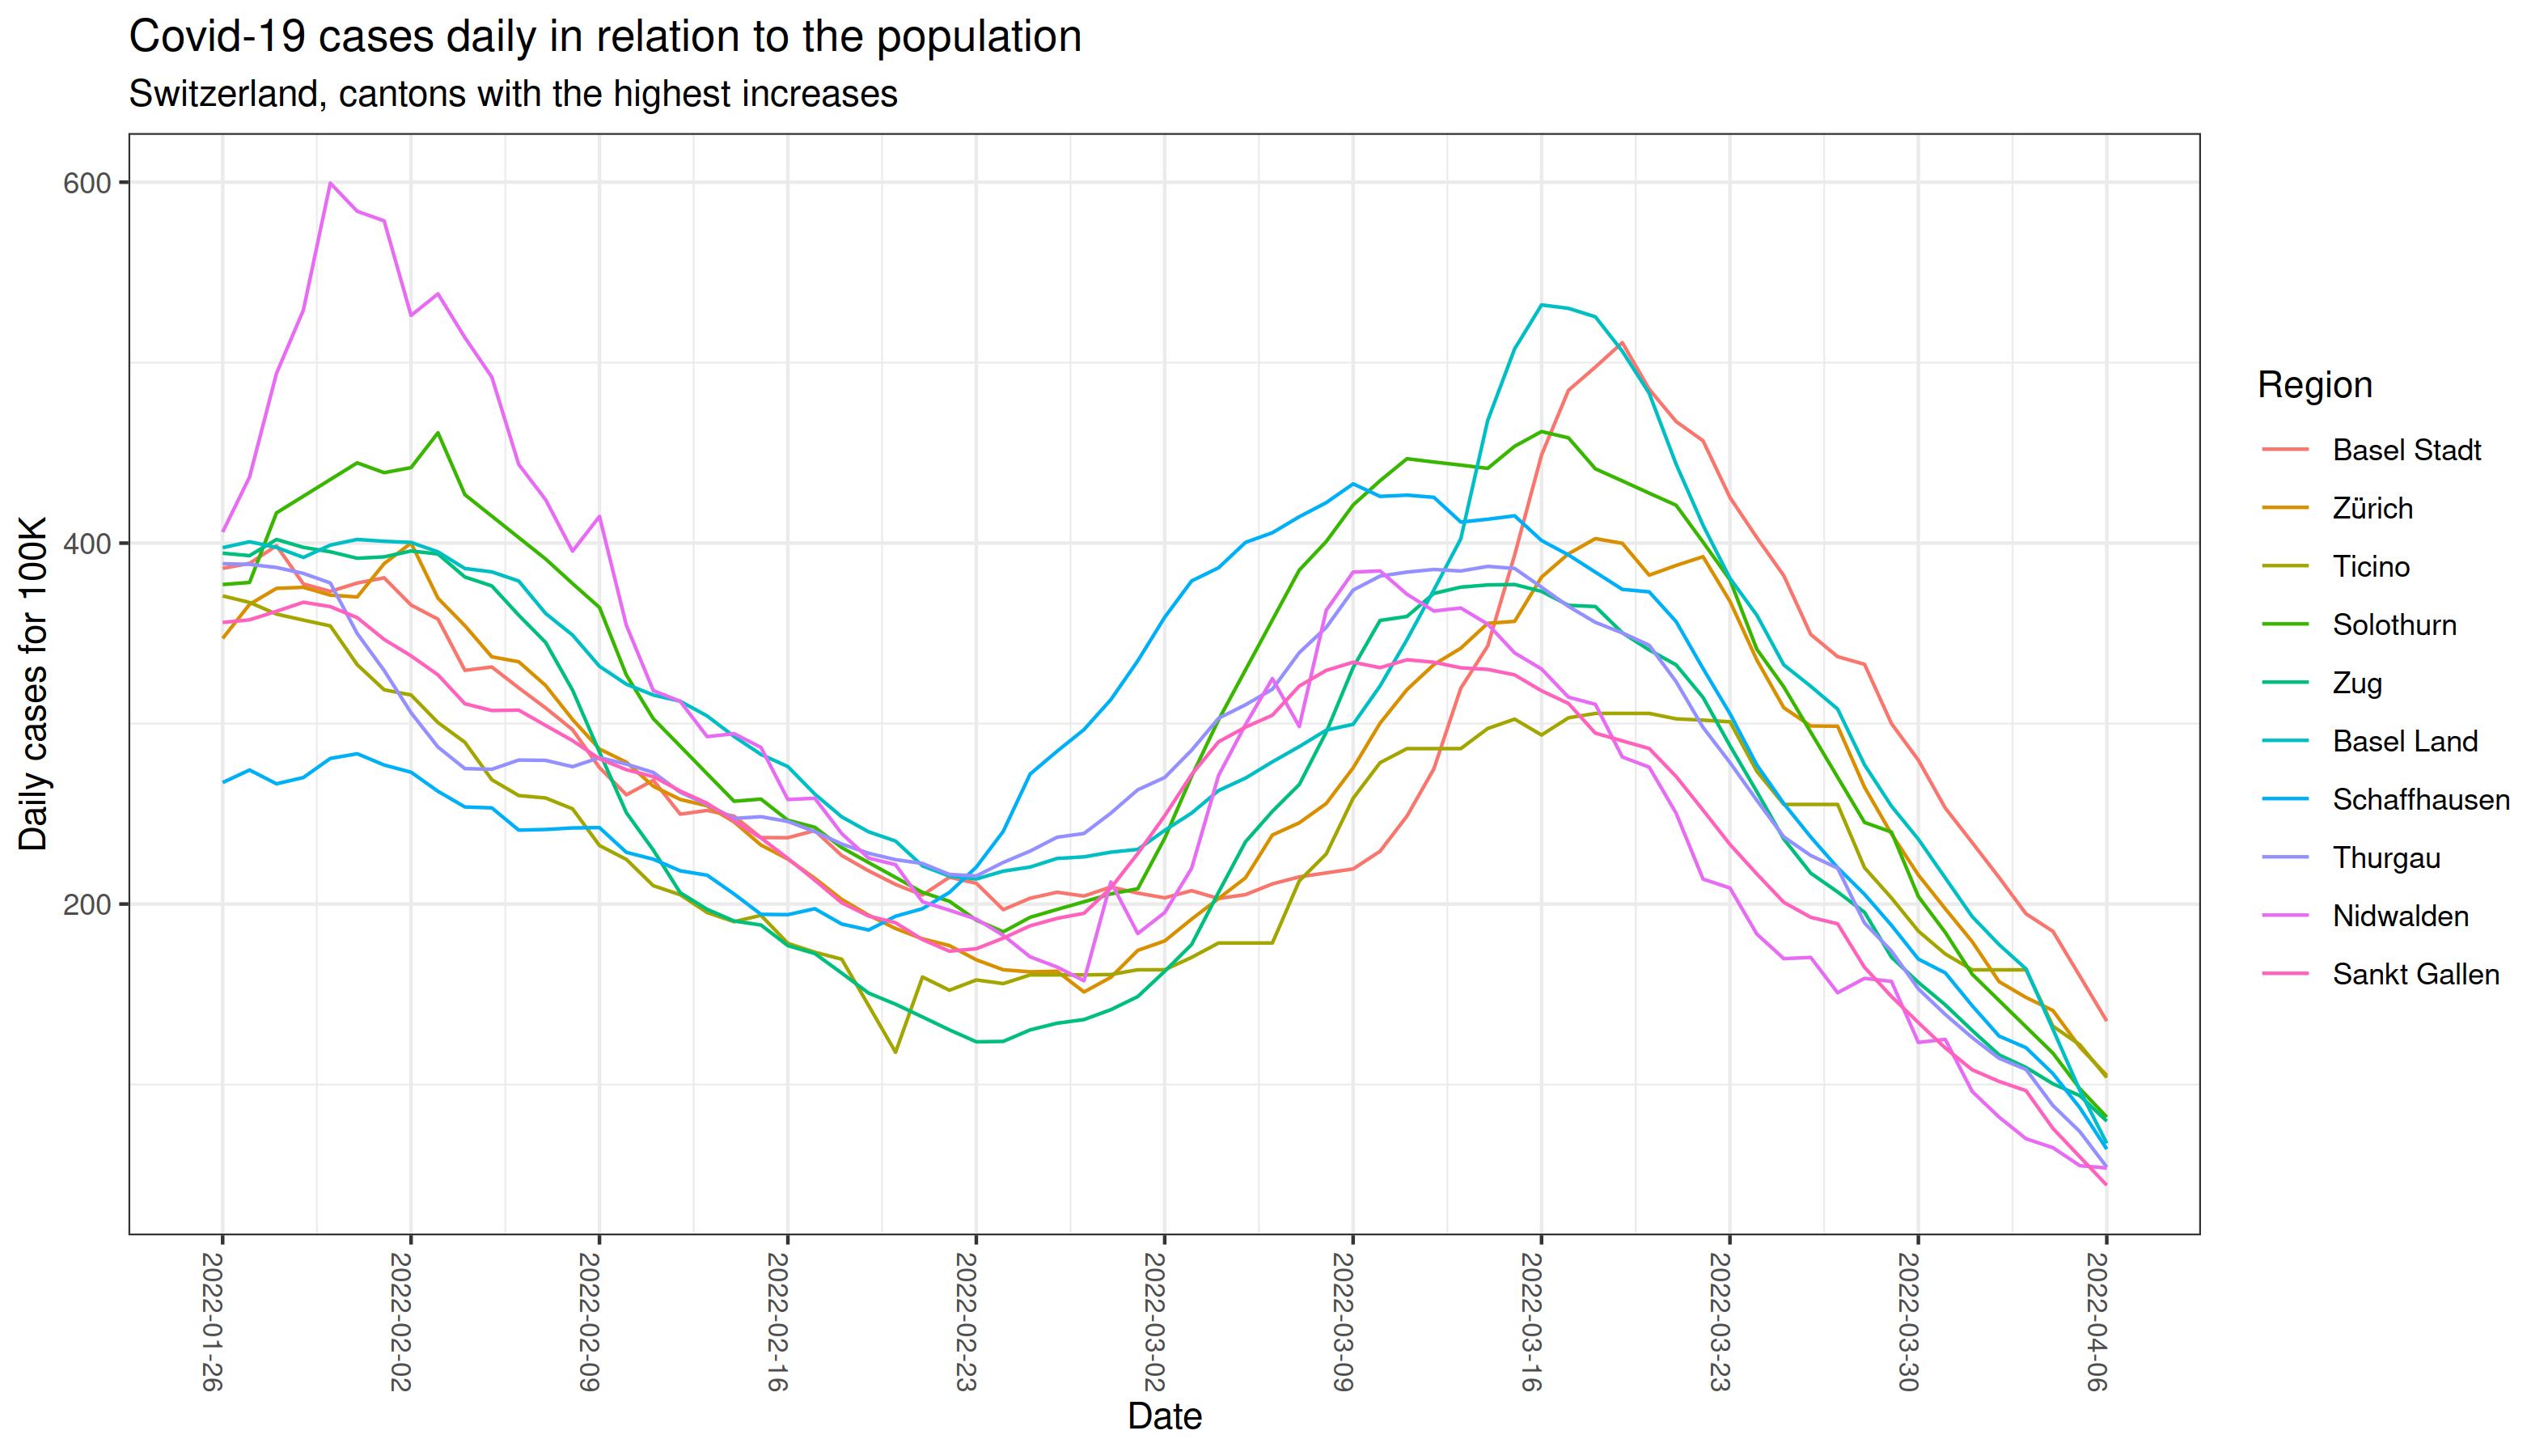 Covid-19 cases daily in relation to the population
Switzerland, cantons with the highest increases
Daily cases for 100K
600
400
200
2022-01-26
2022-02-02
2022-02-09
2022-02-16
2022-02-23
2022-03-02
2022-03-09
2022-03-16
2022-03-23
2022-03-30
2022-04-06
Date
Region
Basel Stadt
Zürich
Ticino
Solothurn
Zug
Basel Land
Schaffhausen
Thurgau
Nidwalden
Sankt Gallen